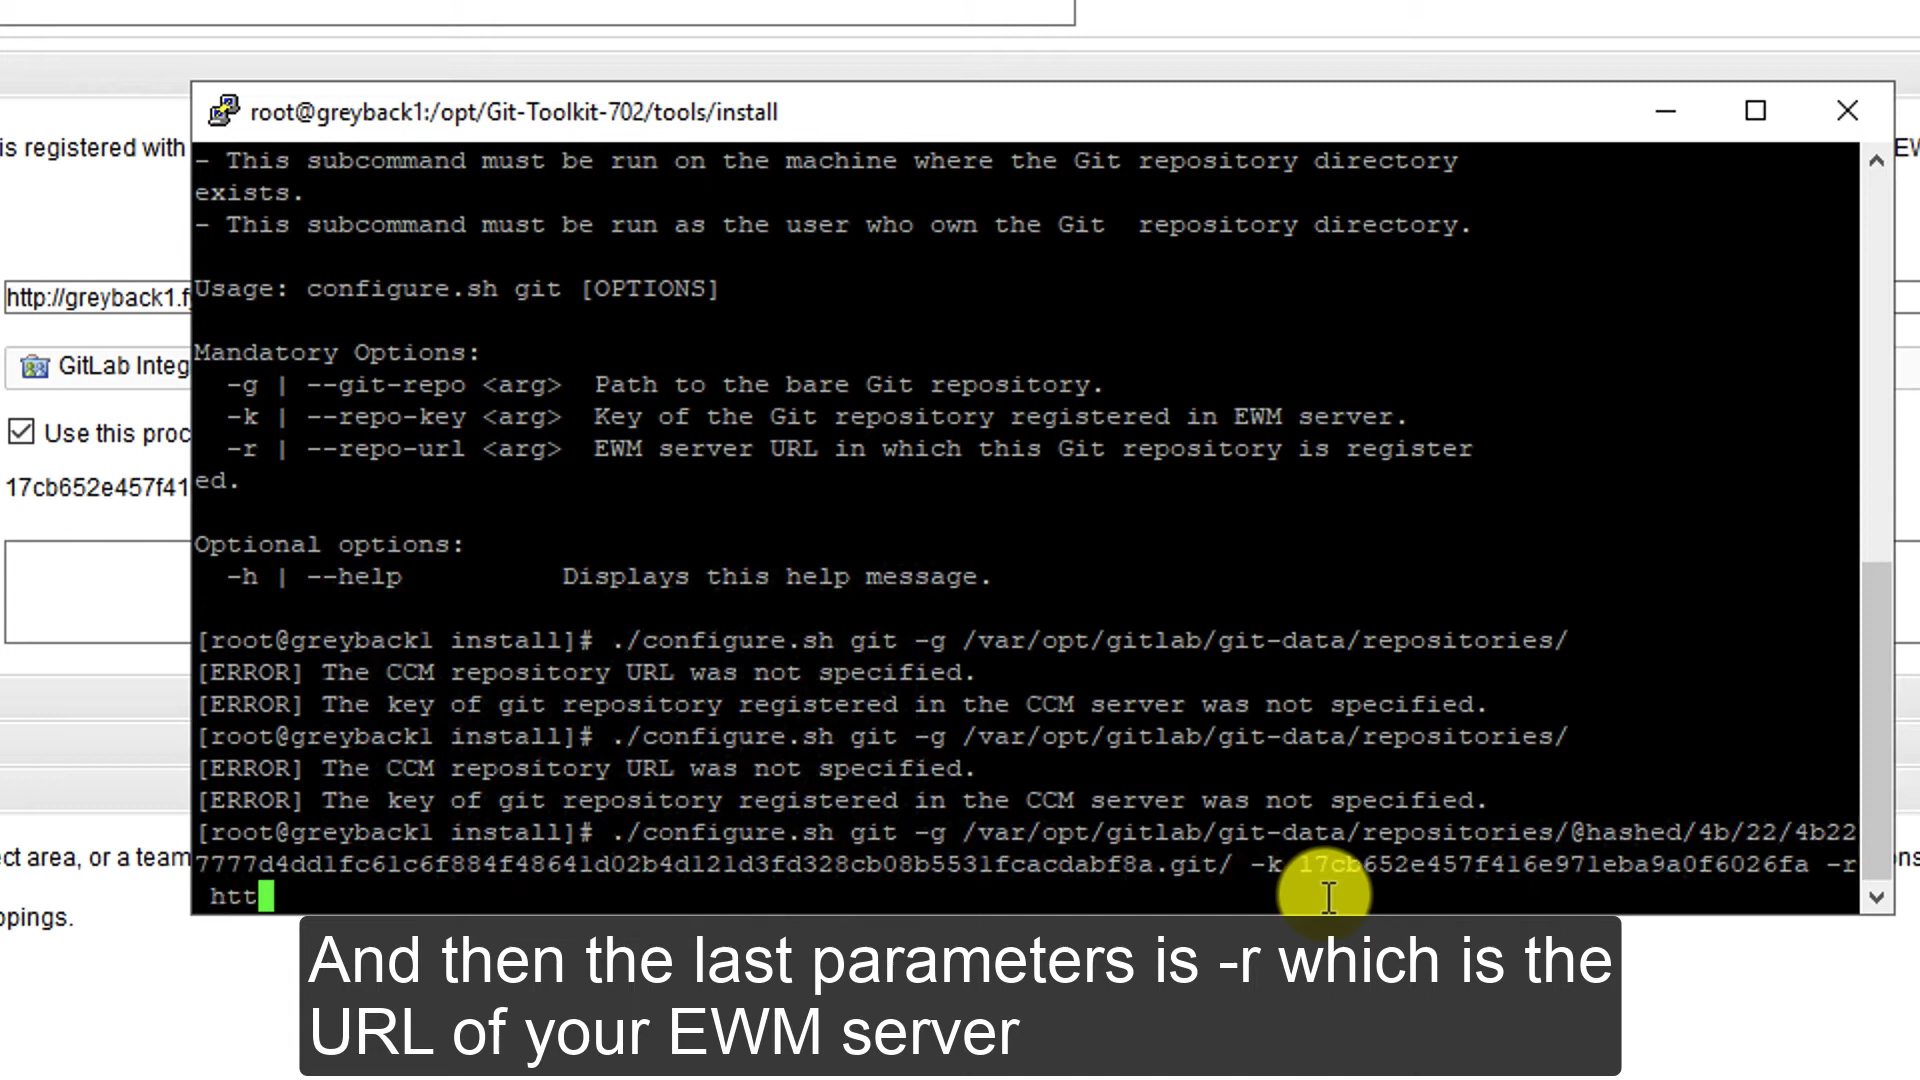 root@greyback1:/opt/Git-Toolkit-702/tools/install
is registered with
EW
- This subcommand must be run on the machine where the Git repository directory
exists.
- This subcommand must be run as the user who own the Git  repository directory.
http://greyback1.f
Usage: configure.sh git [OPTIONS]
GitLab Integ
Mandatory Options:
-g | --git-repo <arg>  Path to the bare Git repository.
-k | --repo-key <arg>  Key of the Git repository registered in EWM server.
Use this proc
-r | --repo-url <arg>  EWM server URL in which this Git repository is register
ed.
17cb652e457f41
Optional options:
-h | --help          Displays this help message.
[root@greyback1 install]# ./configure.sh git -g /var/opt/gitlab/git-data/repositories/
[ERROR] The CCM repository URL was not specified.
[ERROR] The key of git repository registered in the CCM server was not specified.
[root@greyback1 install]# ./configure.sh git -g /var/opt/gitlab/git-data/repositories/
[ERROR] The CCM repository URL was not specified.
[ERROR] The key of git repository registered in the CCM server was not specified.
[root@greyback1 install]# ./configure.sh git -g /var/opt/gitlab/git-data/repositories/@hashed/4b/22/4b22
7777d4dd1fc61c6f884f48641d02b4d121d3fd328cb08b5531fcacdabf8a.git/ -k 17cb652e457f416e971eba9a0f6026fa -r
htt
ect area, or a team
ns
ppings.
And then the last parameters is -r which is the
URL of your EWM server